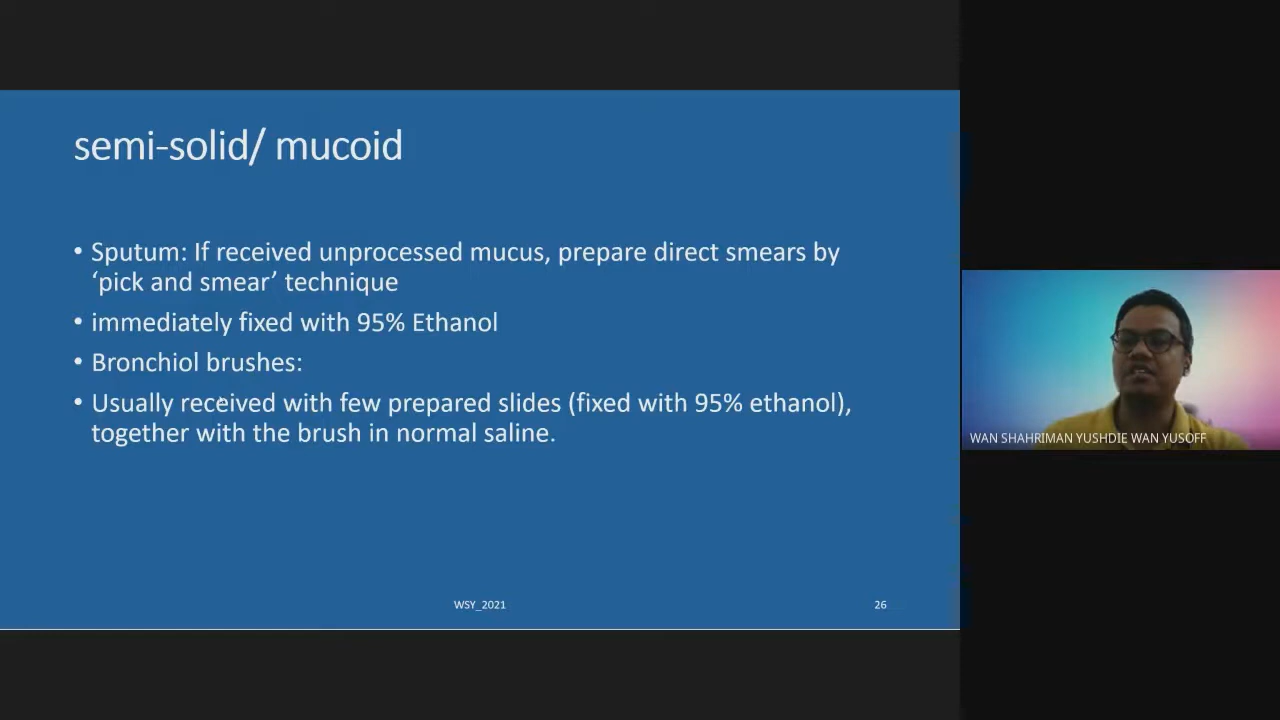 semi-solid/ mucoid
• Sputum: If received unprocessed mucus, prepare direct smears by
‘pick and smear’ technique
• immediately fixed with 95% Ethanol
• Bronchiol brushes:
• Usually received with few prepared slides (fixed with 95% ethanol),
together with the brush in normal saline.
WSY_2021
26
WAN SHAHRIMAN YUSHDIE WAN YUSOFF